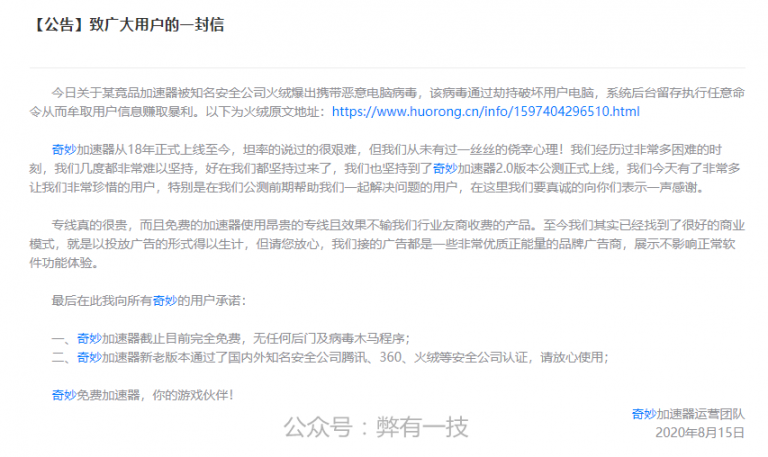 【公告】致广大用户的一封信
今日关于某竞品加速器被知名安全公司火绒爆出携带恶意电脑病毒，该病毒通过劫持破坏用户电脑，系统后台留存执行任意命
令从而牟取用户信息赚取暴利。以下为火绒原文地址：https://www.huorong.cn/info/1597404296510.html
奇妙加速器从18年正式上线至今，坦率的说过的很艰难，但我们从未有过一丝丝的侥幸心理！我们经历过非常多困难的时
刻，我们几度都非常难以坚持，好在我们都坚持过来了，我们也坚持到了奇妙加速器2.0版本公测正式上线，我们今天有了非常多
让我们非常珍惜的用户，特别是在我们公测前期帮助我们一起解决问题的用户，在这里我们要真诚的向你们表示一声感谢。
专线真的很贵，而且免费的加速器使用昂贵的专线且效果不输我们行业友商收费的产品。至今我们其实已经找到了很好的商业
模式，就是以投放广告的形式得以生计，但请您放心，我们接的广告都是一些非常优质正能量的品牌广告商，展示不影响正常软
件功能体验。
最后在此我向所有奇妙的用户承诺：
一、奇妙加速器截止目前完全免费，无任何后门及病毒木马程序；
二、奇妙加速器新老版本通过了国内外知名安全公司腾讯、360、火绒等安全公司认证，请放心使用；
奇妙免费加速器，你的游戏伙伴！
奇妙加速器运营团队
2020年8月15日
公众号：弊有一技